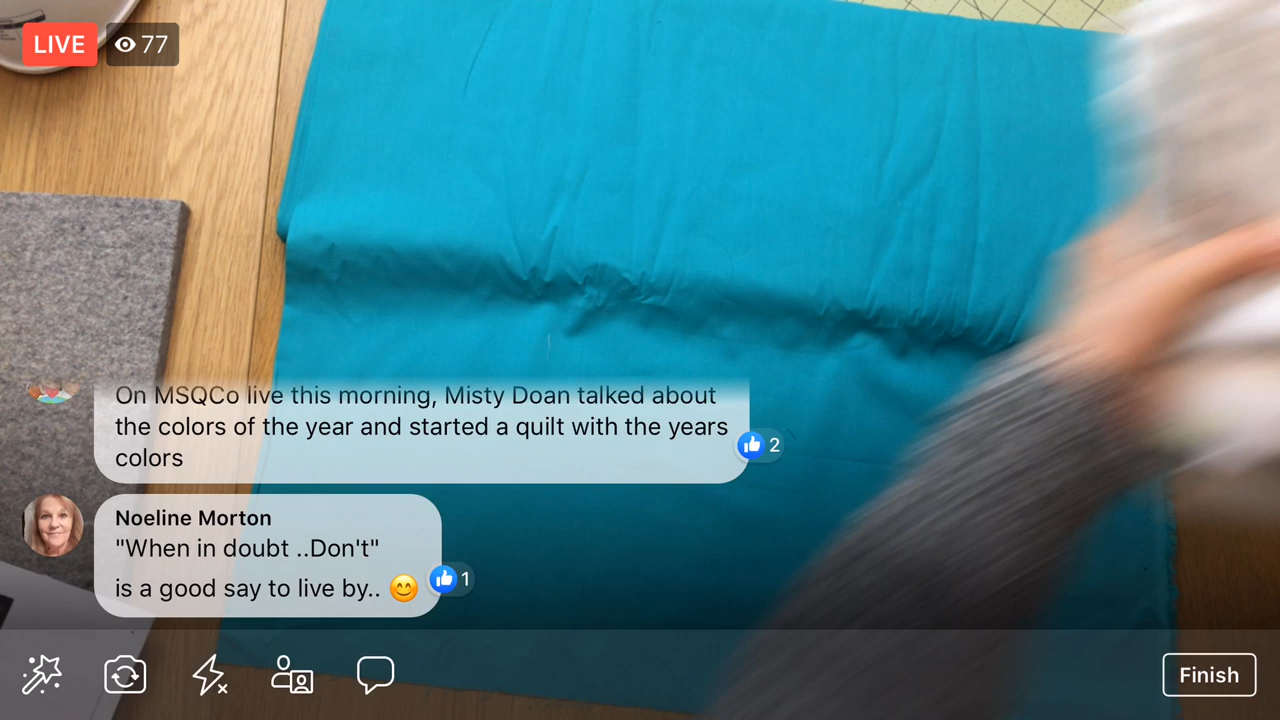 LIVE
77
On MSQCo live this morning, Misty Doan talked about
the colors of the year and started a quilt with the years
colors
2
Noeline Morton
"When in doubt ..Don't"
is a good say to live by.. 😊
1
Finish